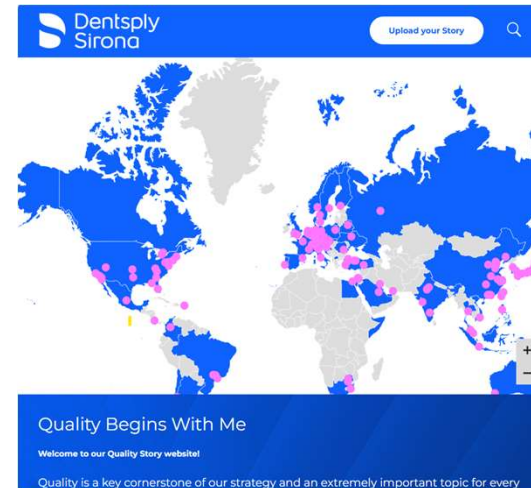 Dentsply
Sirona
Upload your Story
+
−
Quality Begins With Me
Welcome to our Quality Story website!
Quality is a key cornerstone of our strategy and an extremely important topic for every